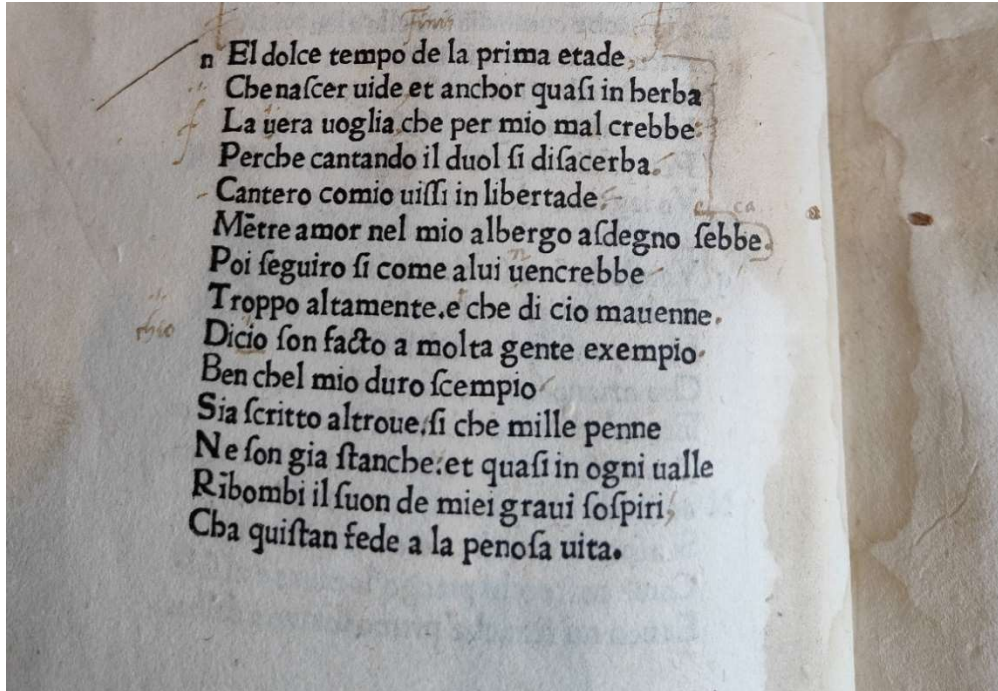 n El dolce tempo de la prima etade,
Che naſcer uide et anchor quaſi in herba
La uera uoglia che per mio mal crebbe:
Perche cantando il duol ſi diſacerba.
Cantero comio uiſſi in libertade.
Mētre amor nel mio albergo aſdegno ſebbe.
Poi ſeguiro ſi come alui uencrebbe
Troppo altamente.e che di cio mauenne.
Dicio ſon facto a molta gente exempio.
Ben chel mio duro ſcempio
Sia ſcritto altroue,ſi che mille penne
Ne ſon gia ſtanche:et quaſi in ogni ualle
Ribombi il ſuon de miei graui ſoſpiri,
Cha quiſtan fede a la penoſa uita.